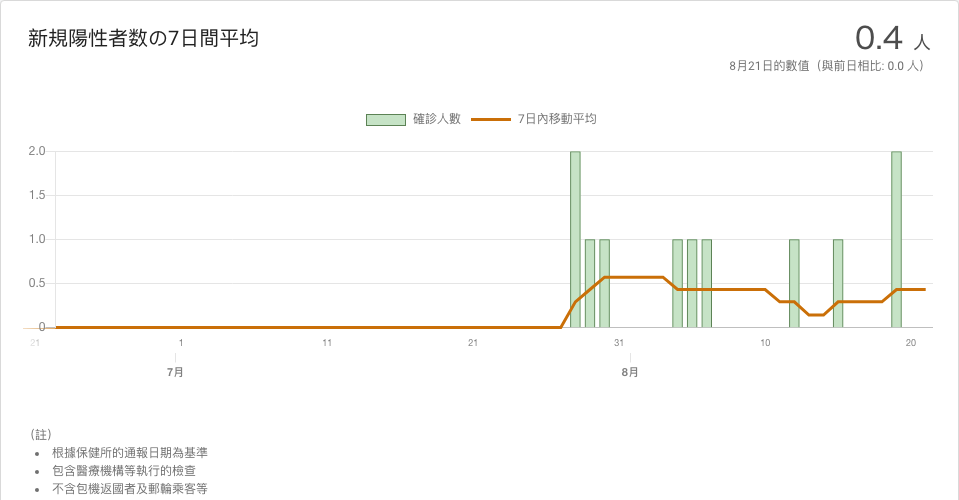 新規陽性者数の7日間平均
0.4 人
8月21日的數值（與前日相比: 0.0 人）
確診人數 7日內移動平均
2.0
1.5
1.0
0.5
0
21 1 11 21 31 10 20
7月 8月
（註）
• 根據保健所的通報日期為基準
• 包含醫療機構等執行的檢查
• 不含包機返國者及郵輪乘客等